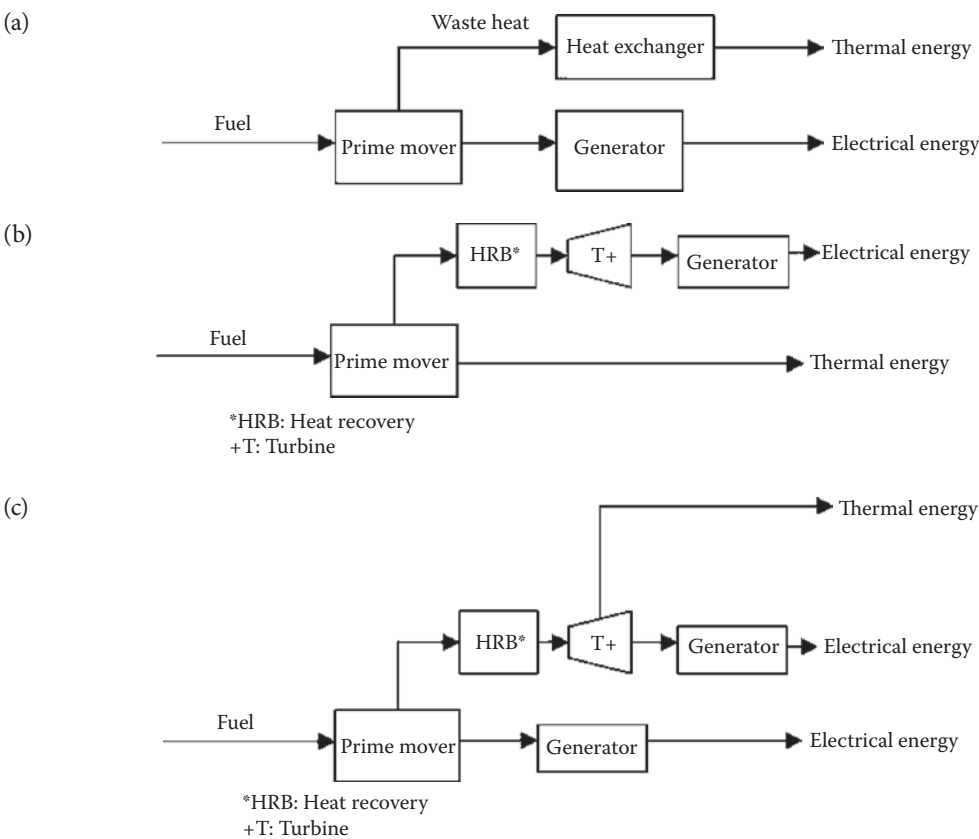 (a)
Waste heat
Heat exchanger
Thermal energy
Fuel
Prime mover
Generator
Electrical energy
(b)
HRB*
T+
Generator
Electrical energy
Fuel
Prime mover
Thermal energy
*HRB: Heat recovery
+T: Turbine
(c)
Thermal energy
HRB*
T+
Generator
Electrical energy
Fuel
Prime mover
Generator
Electrical energy
*HRB: Heat recovery
+T: Turbine